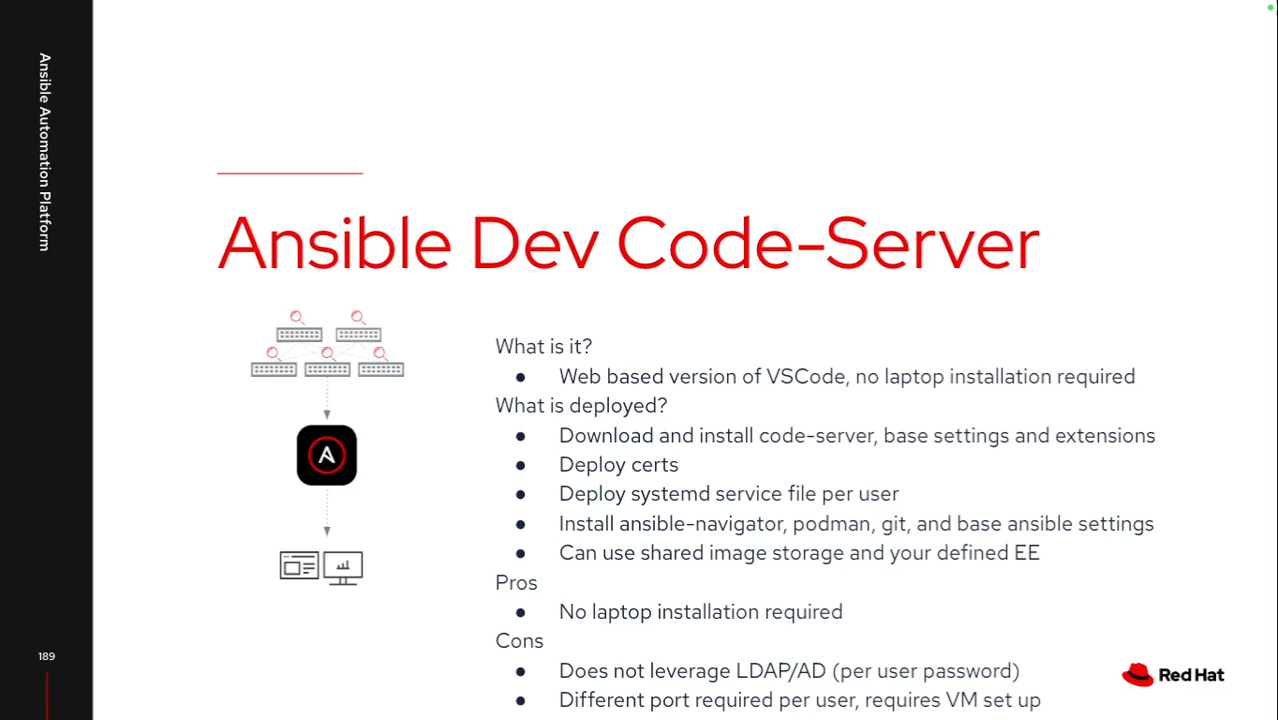 Ansible Automation Platform
Ansible Dev Code-Server
What is it?
● Web based version of VSCode, no laptop installation required
What is deployed?
● Download and install code-server, base settings and extensions
● Deploy certs
● Deploy systemd service file per user
● Install ansible-navigator, podman, git, and base ansible settings
● Can use shared image storage and your defined EE
Pros
● No laptop installation required
Cons
● Does not leverage LDAP/AD (per user password)
● Different port required per user, requires VM set up
189
Red Hat